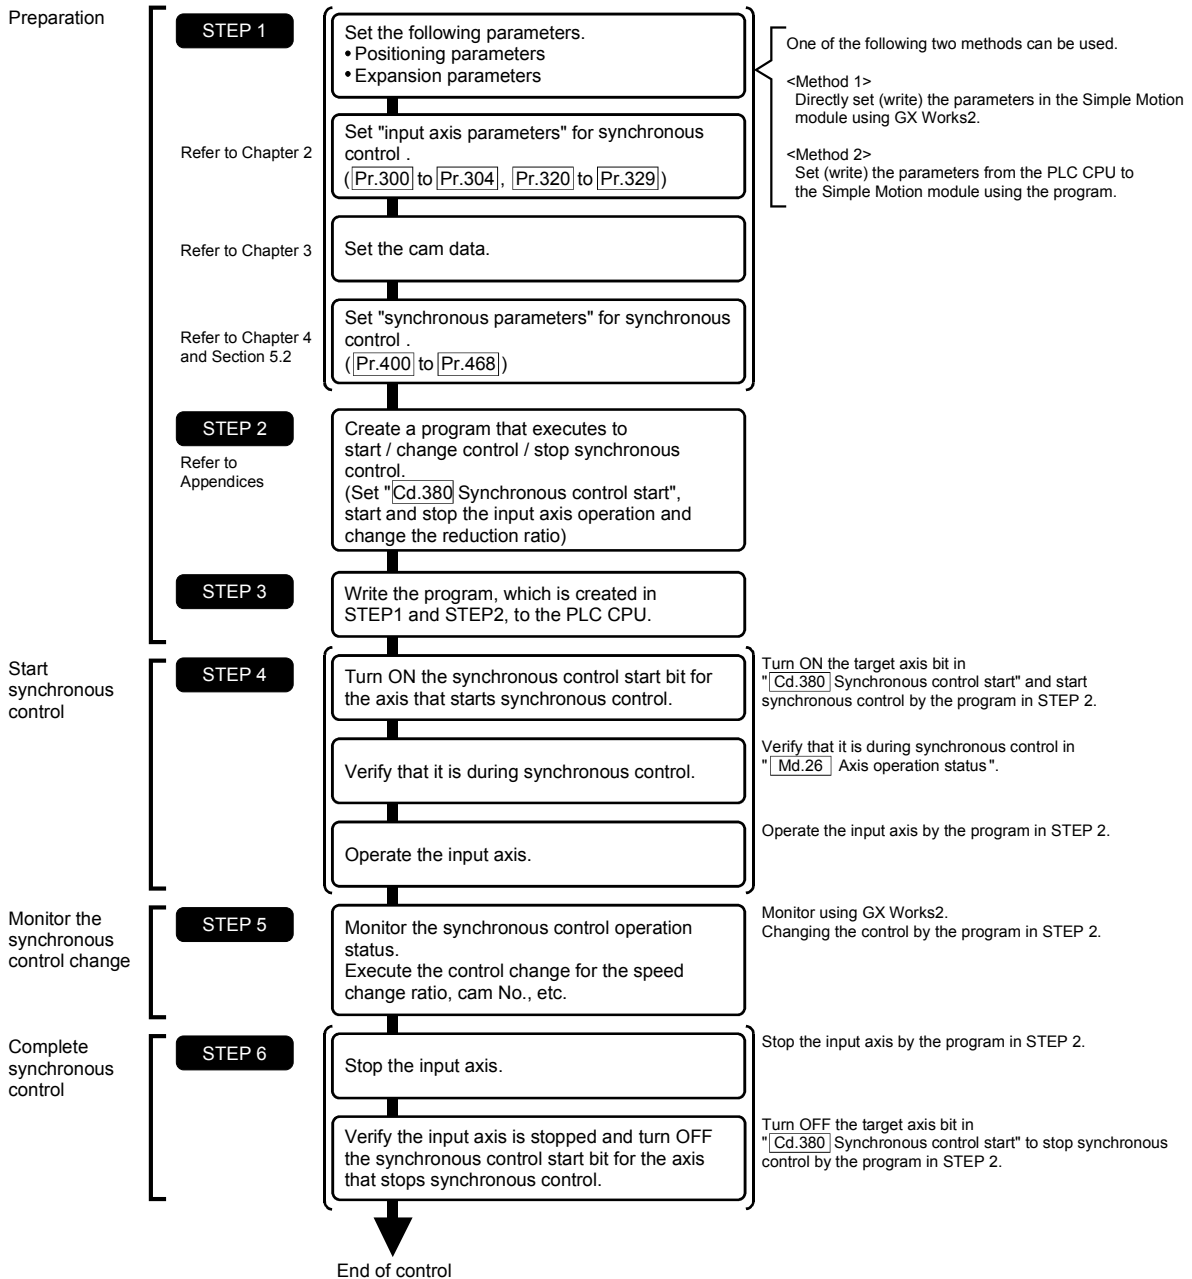 Preparation
STEP 1
Set the following parameters.
• Positioning parameters
• Expansion parameters
One of the following two methods can be used.
<Method 1>
Directly set (write) the parameters in the Simple Motion
module using GX Works2.
<Method 2>
Set (write) the parameters from the PLC CPU to
the Simple Motion module using the program.
Refer to Chapter 2
Set "input axis parameters" for synchronous
control .
( Pr.300 to Pr.304 , Pr.320 to Pr.329 )
Refer to Chapter 3
Set the cam data.
Refer to Chapter 4
and Section 5.2
Set "synchronous parameters" for synchronous
control .
( Pr.400 to Pr.468 )
STEP 2
Refer to
Appendices
Create a program that executes to
start / change control / stop synchronous
control.
(Set " Cd.380 Synchronous control start",
start and stop the input axis operation and
change the reduction ratio)
STEP 3
Write the program, which is created in
STEP1 and STEP2, to the PLC CPU.
Start
synchronous
control
STEP 4
Turn ON the synchronous control start bit for
the axis that starts synchronous control.
Turn ON the target axis bit in
" Cd.380 Synchronous control start" and start
synchronous control by the program in STEP 2.
Verify that it is during synchronous control.
Verify that it is during synchronous control in
" Md.26 Axis operation status".
Operate the input axis.
Operate the input axis by the program in STEP 2.
Monitor the
synchronous
control change
STEP 5
Monitor the synchronous control operation
status.
Execute the control change for the speed
change ratio, cam No., etc.
Monitor using GX Works2.
Changing the control by the program in STEP 2.
Complete
synchronous
control
STEP 6
Stop the input axis.
Stop the input axis by the program in STEP 2.
Verify the input axis is stopped and turn OFF
the synchronous control start bit for the axis
that stops synchronous control.
Turn OFF the target axis bit in
" Cd.380 Synchronous control start" to stop synchronous
control by the program in STEP 2.
End of control